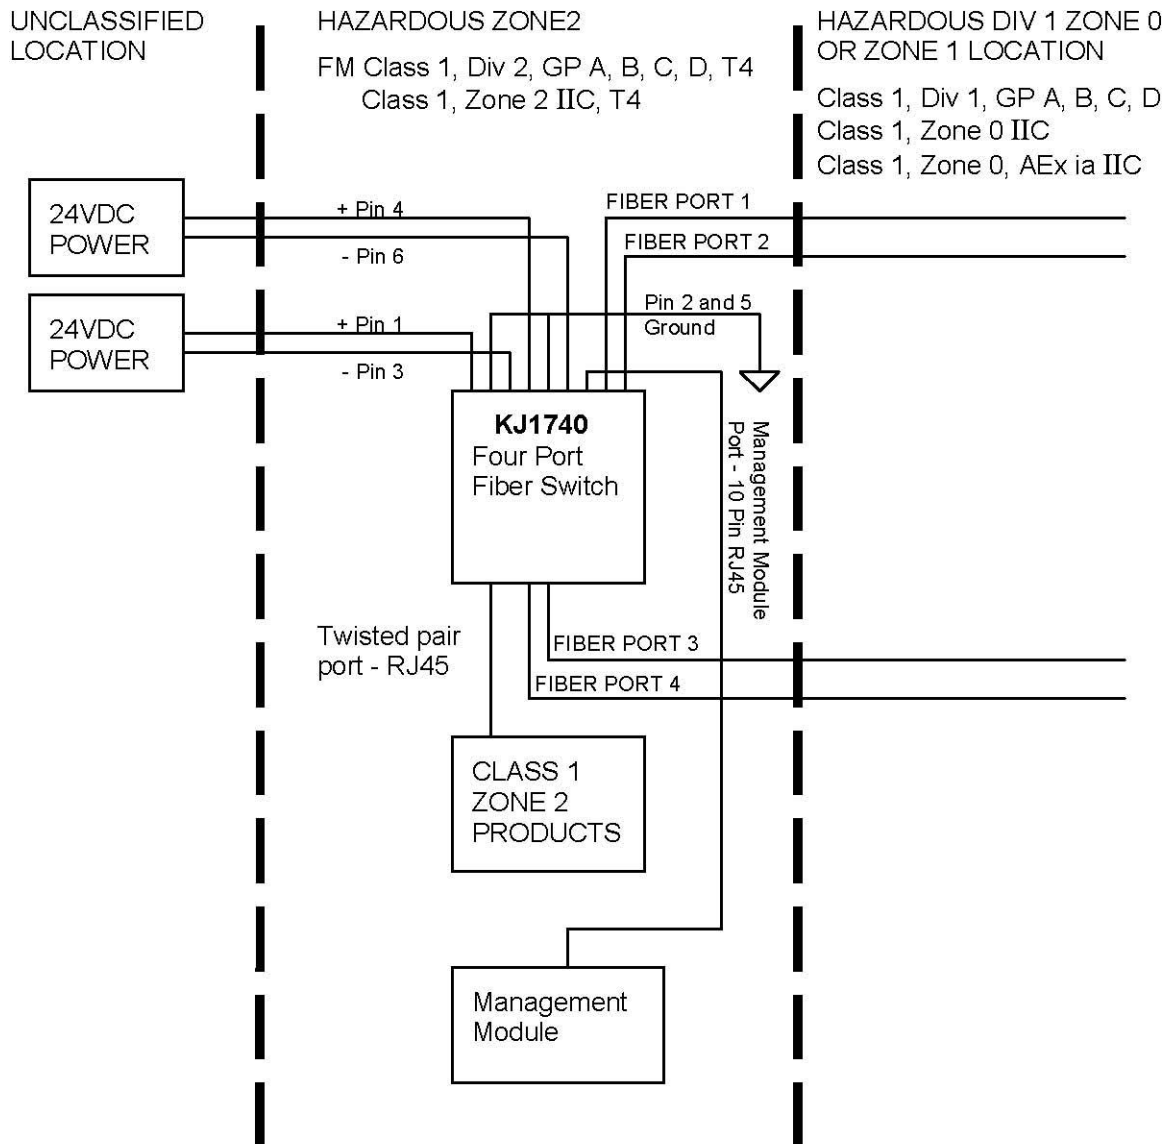 UNCLASSIFIED
LOCATION
HAZARDOUS ZONE2
FM Class 1, Div 2, GP A, B, C, D, T4
Class 1, Zone 2 IIC, T4
HAZARDOUS DIV 1 ZONE 0
OR ZONE 1 LOCATION
Class 1, Div 1, GP A, B, C, D
Class 1, Zone 0 IIC
Class 1, Zone 0, AEx ia IIC
24VDC
POWER
+ Pin 4
- Pin 6
FIBER PORT 1
FIBER PORT 2
24VDC
POWER
+ Pin 1
- Pin 3
Pin 2 and 5
Ground
KJ1740
Four Port
Fiber Switch
Management Module
Port - 10 Pin RJ45
Twisted pair
port - RJ45
FIBER PORT 3
FIBER PORT 4
CLASS 1
ZONE 2
PRODUCTS
Management
Module